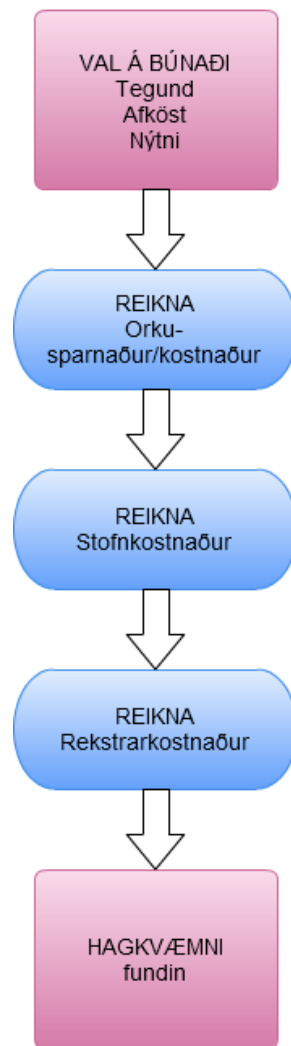 VAL Á BÚNAÐI
Tegund
Afköst
Nýtni
REIKNA
Orku-
sparnaður/kostnaður
REIKNA
Stofnkostnaður
REIKNA
Rekstrarkostnaður
HAGKVÆMNI
fundin